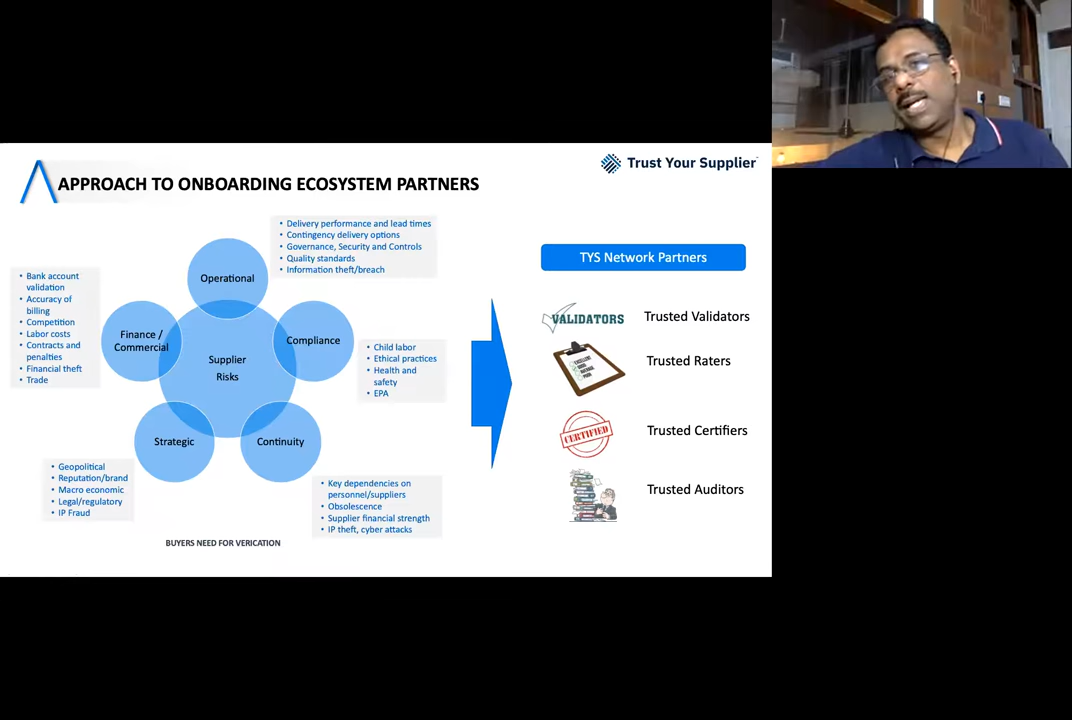 Trust Your Supplier
APPROACH TO ONBOARDING ECOSYSTEM PARTNERS
• Delivery performance and lead times
• Contingency delivery options
• Governance, Security and Controls
• Quality standards
• Information theft/breach
Operational
• Bank account
validation
• Accuracy of
billing
• Competition
• Labor costs
• Contracts and
penalties
• Financial theft
• Trade
Finance /
Commercial
Supplier
Risks
Compliance
• Child labor
• Ethical practices
• Health and
safety
• EPA
Strategic
Continuity
• Geopolitical
• Reputation/brand
• Macro economic
• Legal/regulatory
• IP Fraud
• Key dependencies on
personnel/suppliers
• Obsolescence
• Supplier financial strength
• IP theft, cyber attacks
BUYERS NEED FOR VERICATION
TYS Network Partners
VALIDATORS
Trusted Validators
Trusted Raters
CERTIFIED
Trusted Certifiers
Trusted Auditors